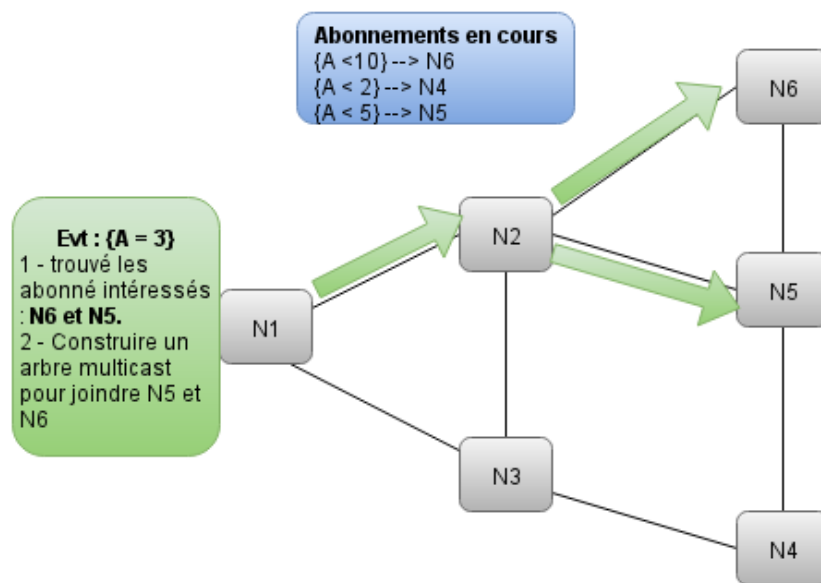 Abonnements en cours
{A <10} --> N6
{A < 2} --> N4
{A < 5} --> N5
N6
Evt : {A = 3}
1 - trouvé les
abonné intéressés
: N6 et N5.
2 - Construire un
arbre multicast
pour joindre N5 et
N6
N2
N5
N1
N3
N4